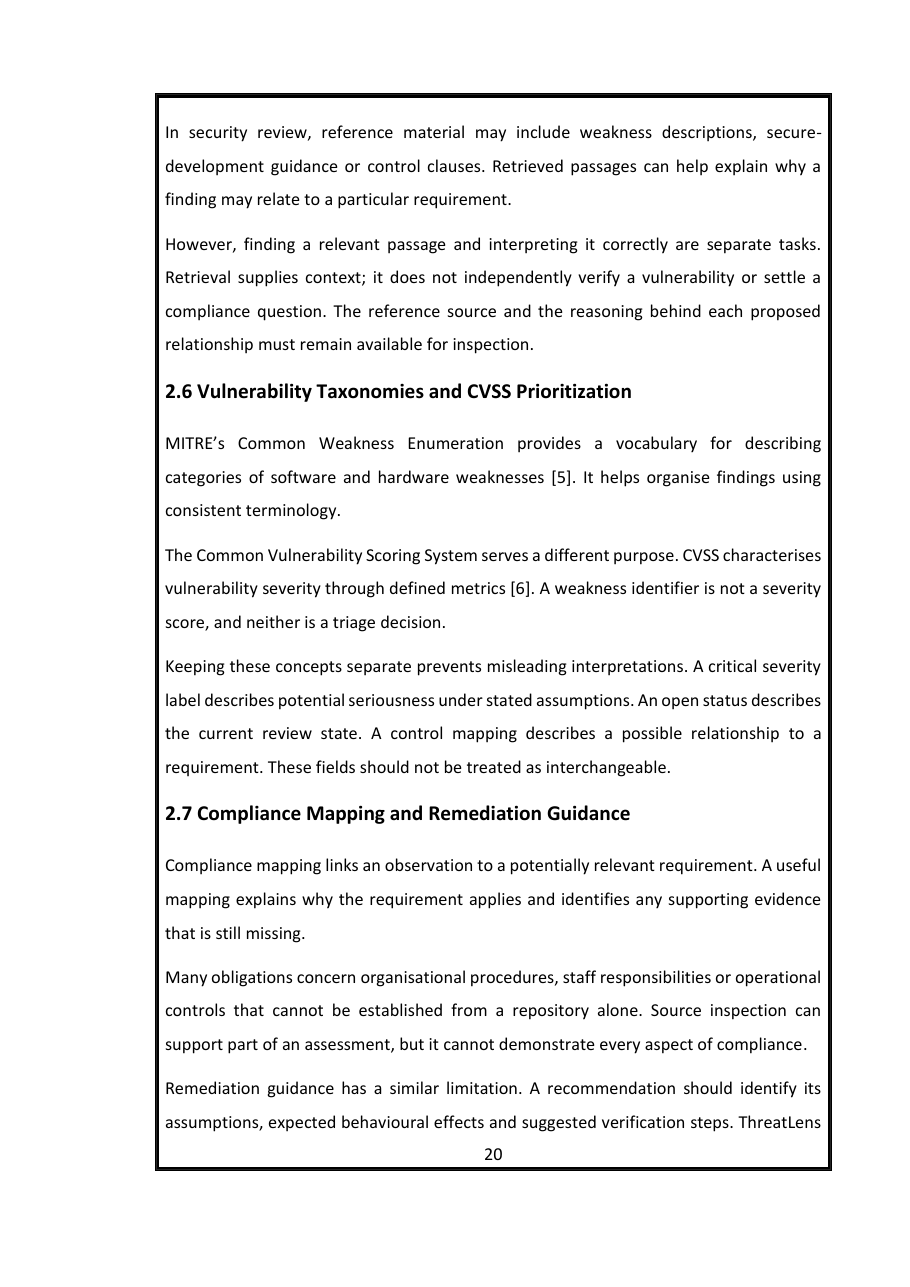 In security review, reference material may include weakness descriptions, secure-
development guidance or control clauses. Retrieved passages can help explain why a
finding may relate to a particular requirement.
However, finding a relevant passage and interpreting it correctly are separate tasks.
Retrieval supplies context; it does not independently verify a vulnerability or settle a
compliance question. The reference source and the reasoning behind each proposed
relationship must remain available for inspection.
2.6 Vulnerability Taxonomies and CVSS Prioritization
MITRE’s Common Weakness Enumeration provides a vocabulary for describing
categories of software and hardware weaknesses [5]. It helps organise findings using
consistent terminology.
The Common Vulnerability Scoring System serves a different purpose. CVSS characterises
vulnerability severity through defined metrics [6]. A weakness identifier is not a severity
score, and neither is a triage decision.
Keeping these concepts separate prevents misleading interpretations. A critical severity
label describes potential seriousness under stated assumptions. An open status describes
the current review state. A control mapping describes a possible relationship to a
requirement. These fields should not be treated as interchangeable.
2.7 Compliance Mapping and Remediation Guidance
Compliance mapping links an observation to a potentially relevant requirement. A useful
mapping explains why the requirement applies and identifies any supporting evidence
that is still missing.
Many obligations concern organisational procedures, staff responsibilities or operational
controls that cannot be established from a repository alone. Source inspection can
support part of an assessment, but it cannot demonstrate every aspect of compliance.
Remediation guidance has a similar limitation. A recommendation should identify its
assumptions, expected behavioural effects and suggested verification steps. ThreatLens
20